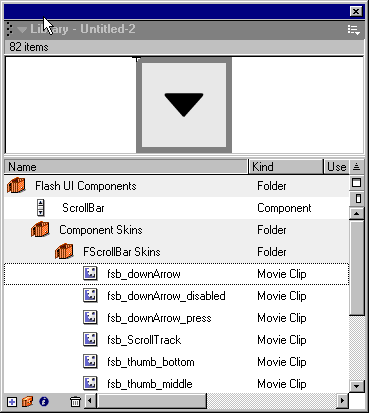 Library - Untitled-2
82 items
Name Kind Use
Flash UI Components Folder
ScrollBar Component
Component Skins Folder
FScrollBar Skins Folder
fsb_downArrow Movie Clip
fsb_downArrow_disabled Movie Clip
fsb_downArrow_press Movie Clip
fsb_ScrollTrack Movie Clip
fsb_thumb_bottom Movie Clip
fsb_thumb_middle Movie Clip